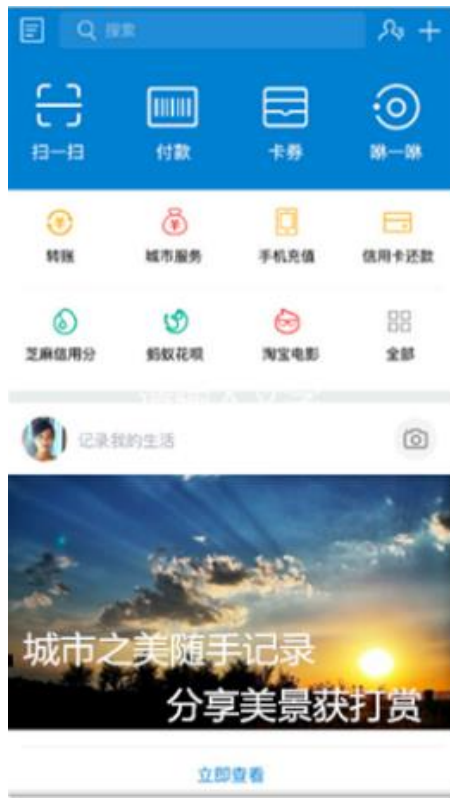 搜索
扫一扫 付款 卡券 咻一咻
转账 城市服务 手机充值 信用卡还款
芝麻信用分 蚂蚁花呗 淘宝电影 全部
记录我的生活
城市之美随手记录
分享美景获打赏
立即查看